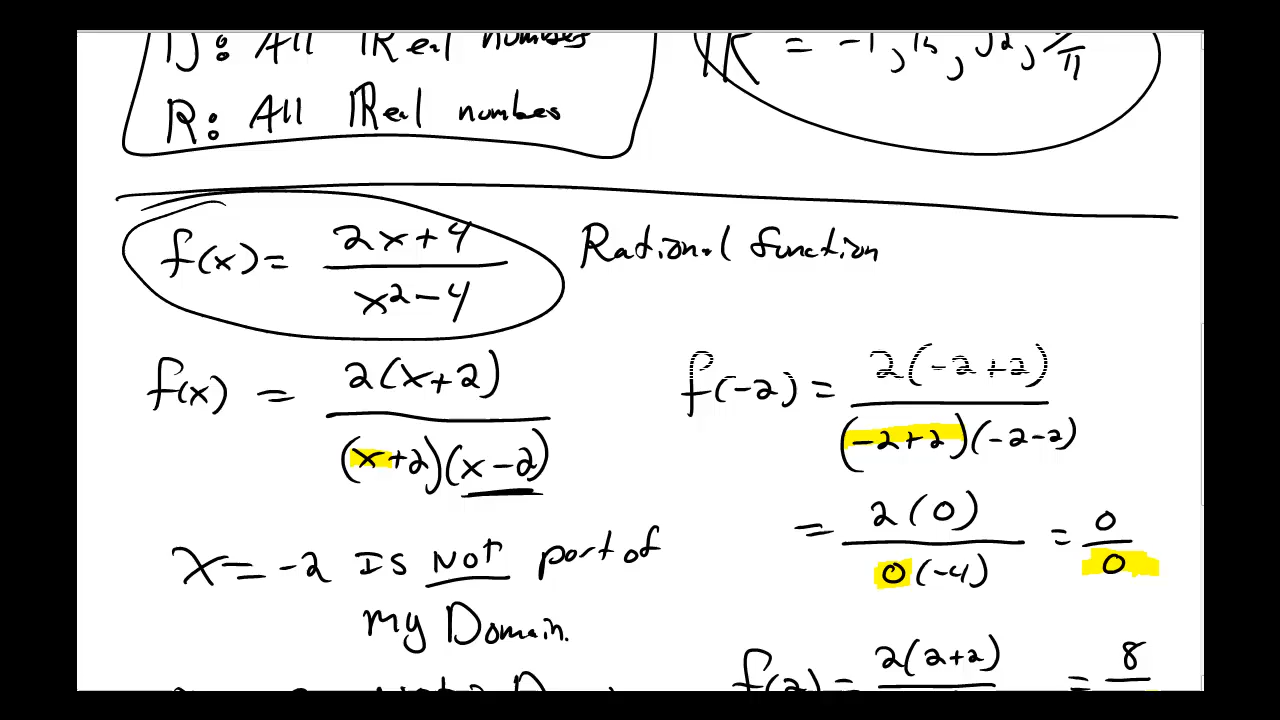 D: All Real numbers
R: All Real numbers
ℝ = -1,
f(x) = (2x+4)/(x²-4) Rational function
f(x) = 2(x+2)/((x+2)(x-2))
f(-2) = 2(-2+2)/((-2+2)(-2-2))
= 2(0)/(0(-4)) = 0/0
x = -2 Is Not part of
my Domain.
f(2) = 2(2+2) = 8